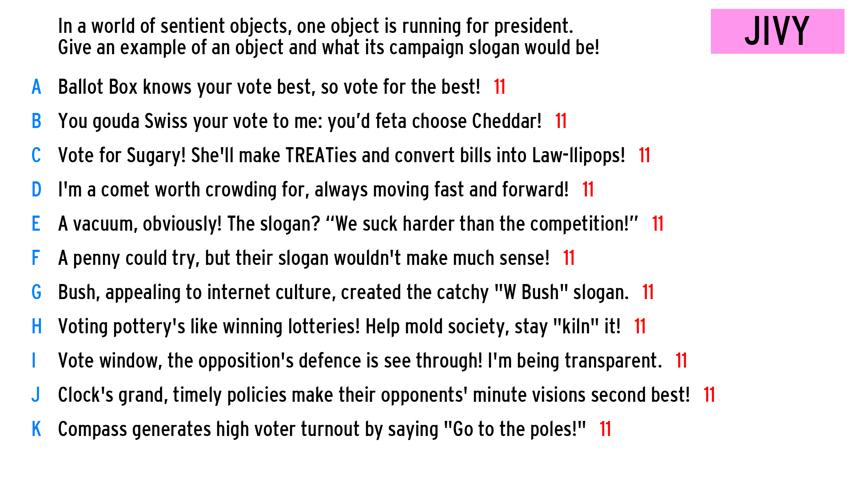 In a world of sentient objects, one object is running for president.
Give an example of an object and what its campaign slogan would be!
JIVY
A Ballot Box knows your vote best, so vote for the best! 11
B You gouda Swiss your vote to me: you'd feta choose Cheddar! 11
C Vote for Sugary! She'll make TREATies and convert bills into Law-llipops! 11
D I'm a comet worth crowding for, always moving fast and forward! 11
E A vacuum, obviously! The slogan? “We suck harder than the competition!” 11
F A penny could try, but their slogan wouldn't make much sense! 11
G Bush, appealing to internet culture, created the catchy "W Bush" slogan. 11
H Voting pottery's like winning lotteries! Help mold society, stay "kiln" it! 11
I Vote window, the opposition's defence is see through! I'm being transparent. 11
J Clock's grand, timely policies make their opponents' minute visions second best! 11
K Compass generates high voter turnout by saying "Go to the poles!" 11